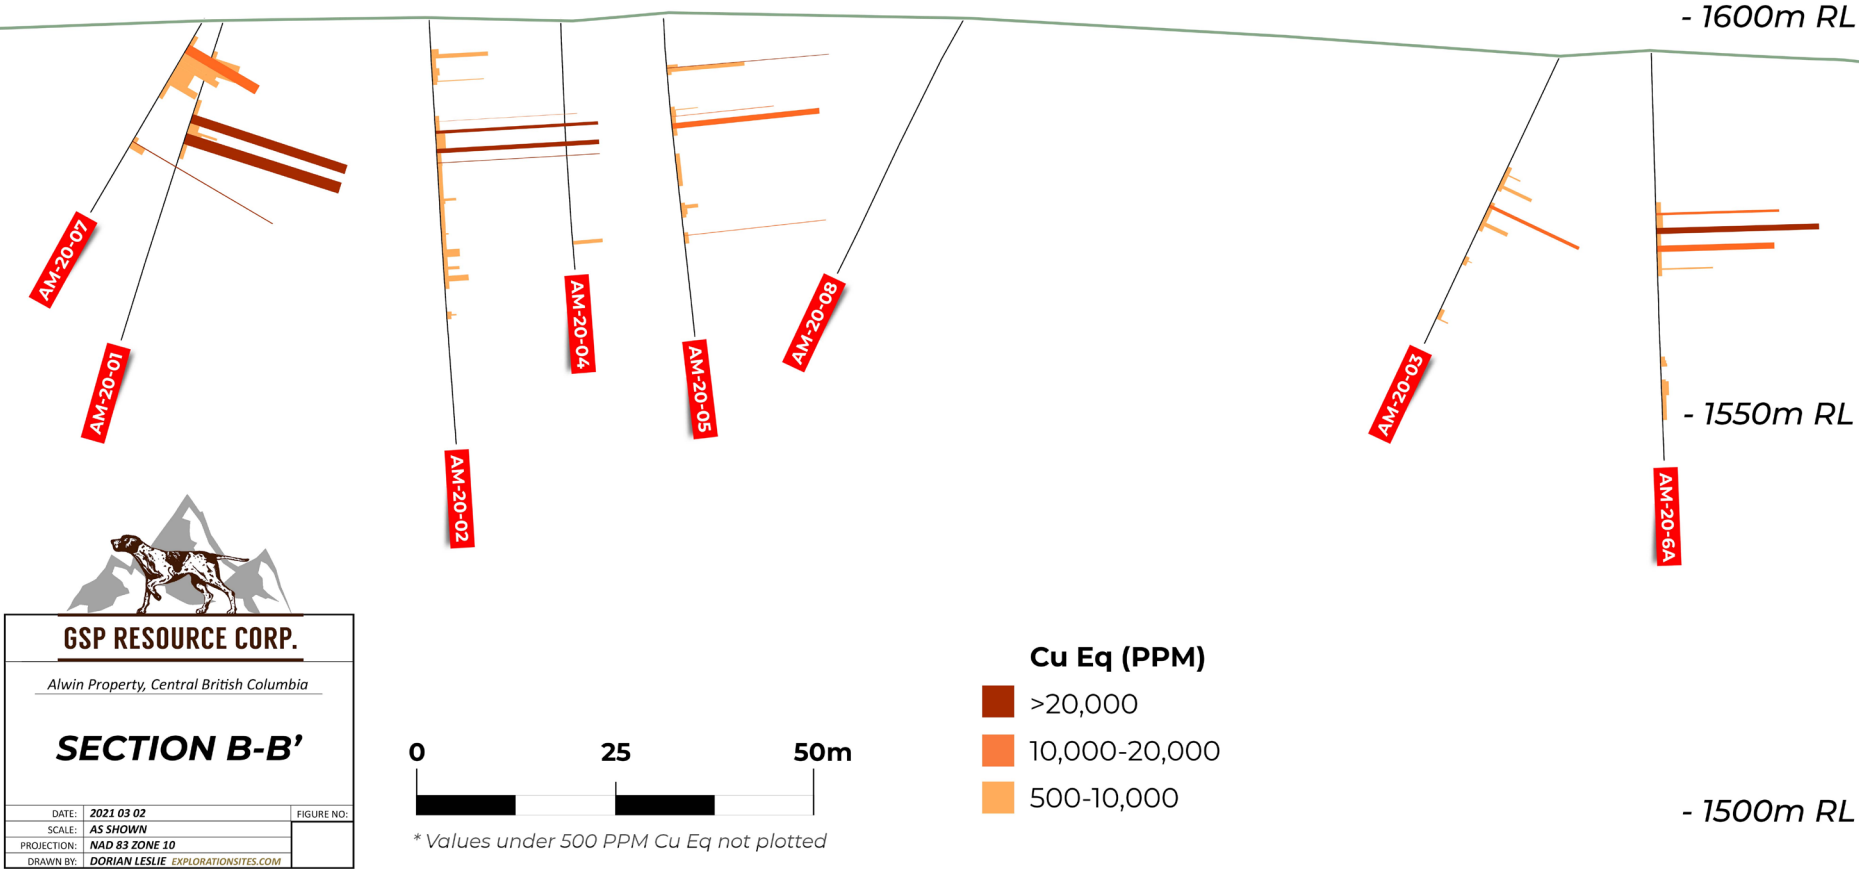 - 1600m RL
AM-20-07
AM-20-01
AM-20-02
AM-20-04
AM-20-05
AM-20-08
AM-20-03
AM-20-6A
- 1550m RL
GSP RESOURCE CORP.
Alwin Property, Central British Columbia
SECTION B-B’
DATE: 2021 03 02 FIGURE NO:
SCALE: AS SHOWN
PROJECTION: NAD 83 ZONE 10
DRAWN BY: DORIAN LESLIE EXPLORATIONSITES.COM
0 25 50m
* Values under 500 PPM Cu Eq not plotted
Cu Eq (PPM)
>20,000
10,000-20,000
500-10,000
- 1500m RL